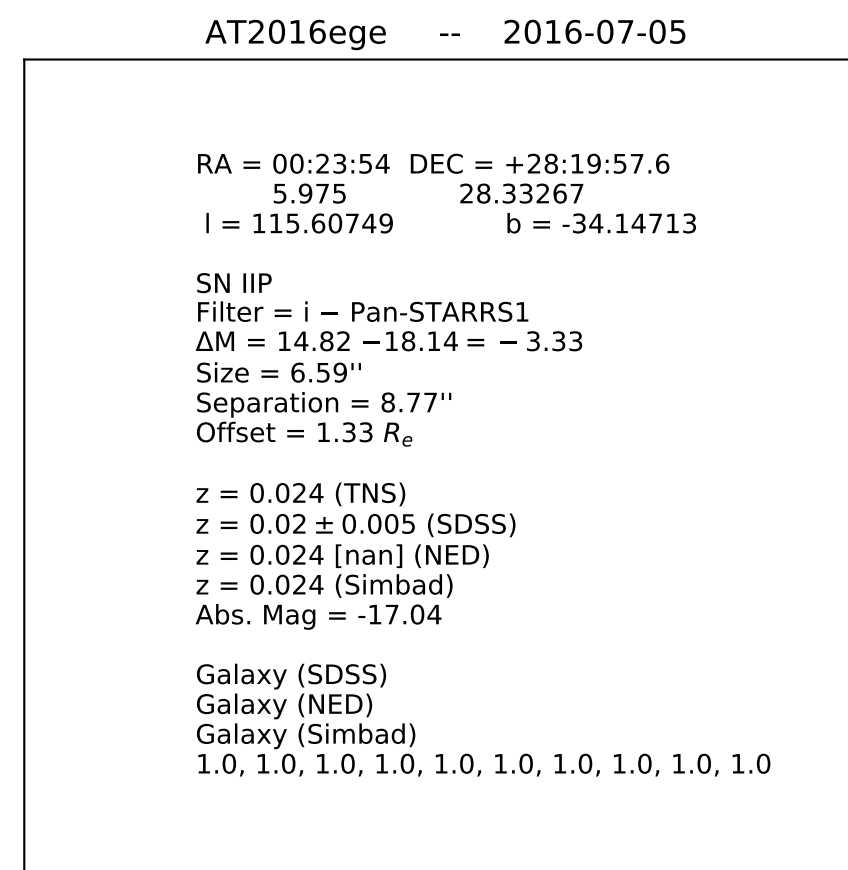 AT2016ege -- 2016-07-05
RA = 00:23:54 DEC = +28:19:57.6
5.975 28.33267
l = 115.60749 b = -34.14713
SN IIP
Filter = i − Pan-STARRS1
ΔM = 14.82 −18.14 = − 3.33
Size = 6.59''
Separation = 8.77''
Offset = 1.33 Rₑ
z = 0.024 (TNS)
z = 0.02 ± 0.005 (SDSS)
z = 0.024 [nan] (NED)
z = 0.024 (Simbad)
Abs. Mag = -17.04
Galaxy (SDSS)
Galaxy (NED)
Galaxy (Simbad)
1.0, 1.0, 1.0, 1.0, 1.0, 1.0, 1.0, 1.0, 1.0, 1.0